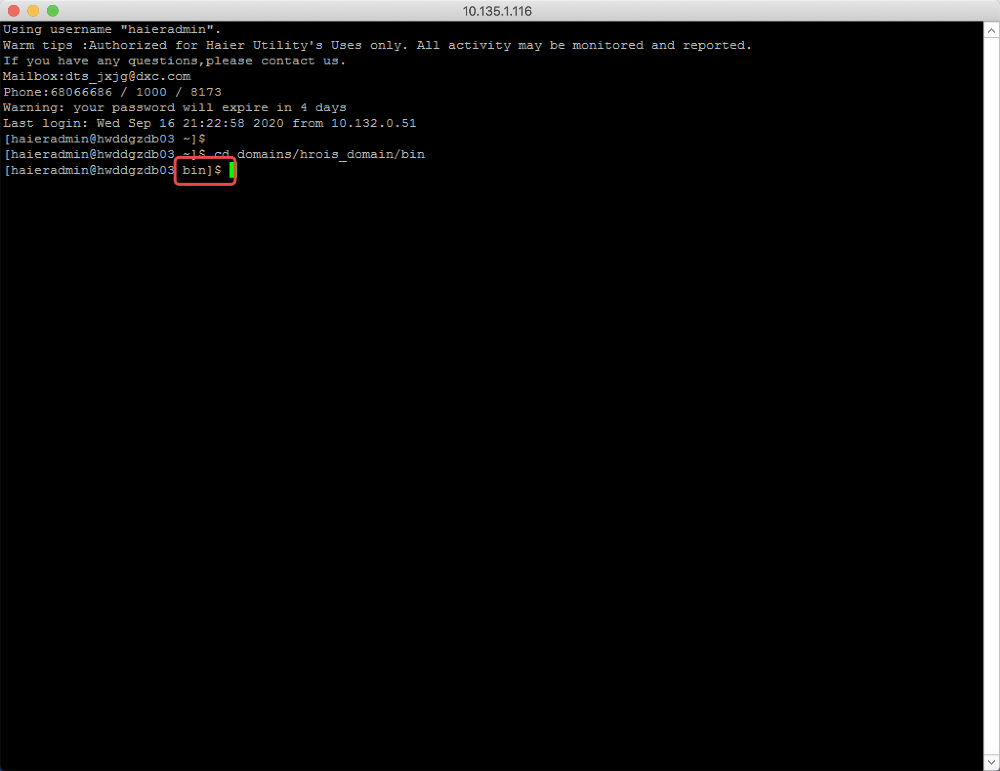 10.135.1.116
Using username "haieradmin".
Warm tips :Authorized for Haier Utility's Uses only. All activity may be monitored and reported.
If you have any questions,please contact us.
Mailbox:dts_jxjg@dxc.com
Phone:68066686 / 1000 / 8173
Warning: your password will expire in 4 days
Last login: Wed Sep 16 21:22:58 2020 from 10.132.0.51
[haieradmin@hwddgzdb03 ~]$
[haieradmin@hwddgzdb03 ~]$ cd domains/hrois_domain/bin
[haieradmin@hwddgzdb03 bin]$